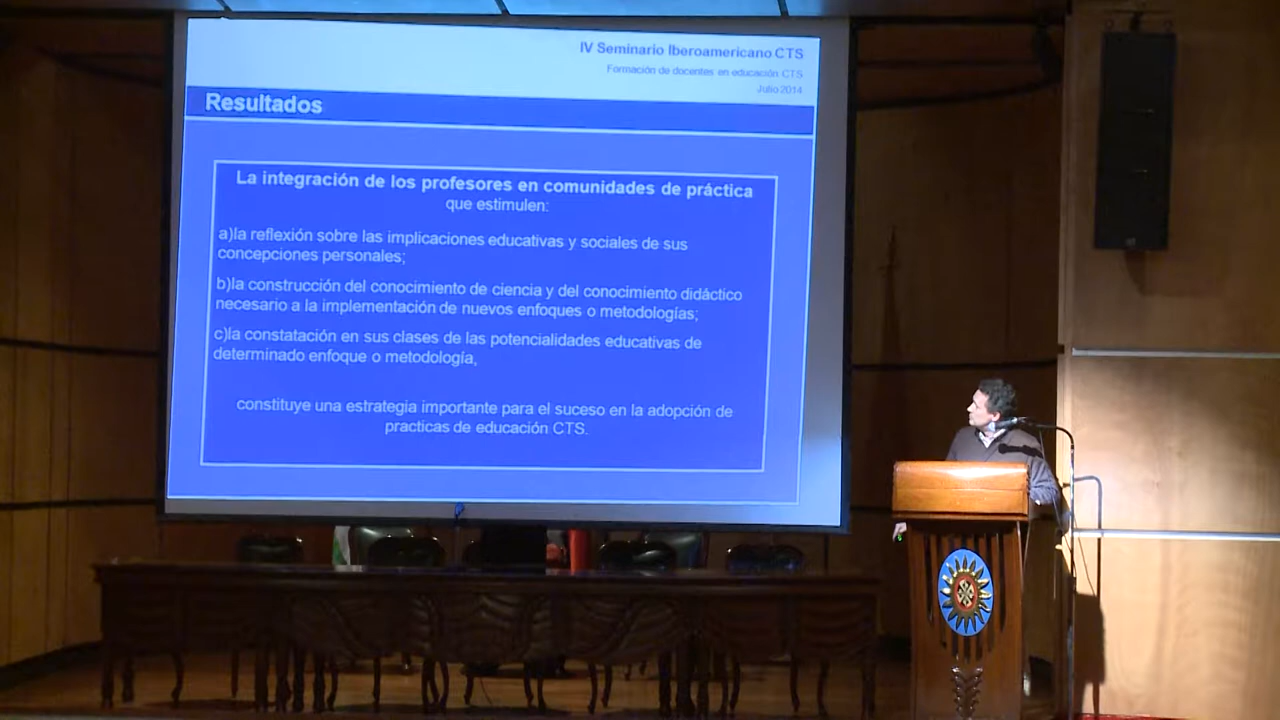 IV Seminario Iberoamericano CTS
Formación de docentes en educación CTS
Julio 2014
Resultados
La integración de los profesores en comunidades de práctica
que estimulen:
a)la reflexión sobre las implicaciones educativas y sociales de sus
concepciones personales;
b)la construcción del conocimiento de ciencia y del conocimiento didáctico
necesario a la implementación de nuevos enfoques o metodologías;
c)la constatación en sus clases de las potencialidades educativas de
determinado enfoque o metodología,
constituye una estrategia importante para el suceso en la adopción de
practicas de educación CTS.